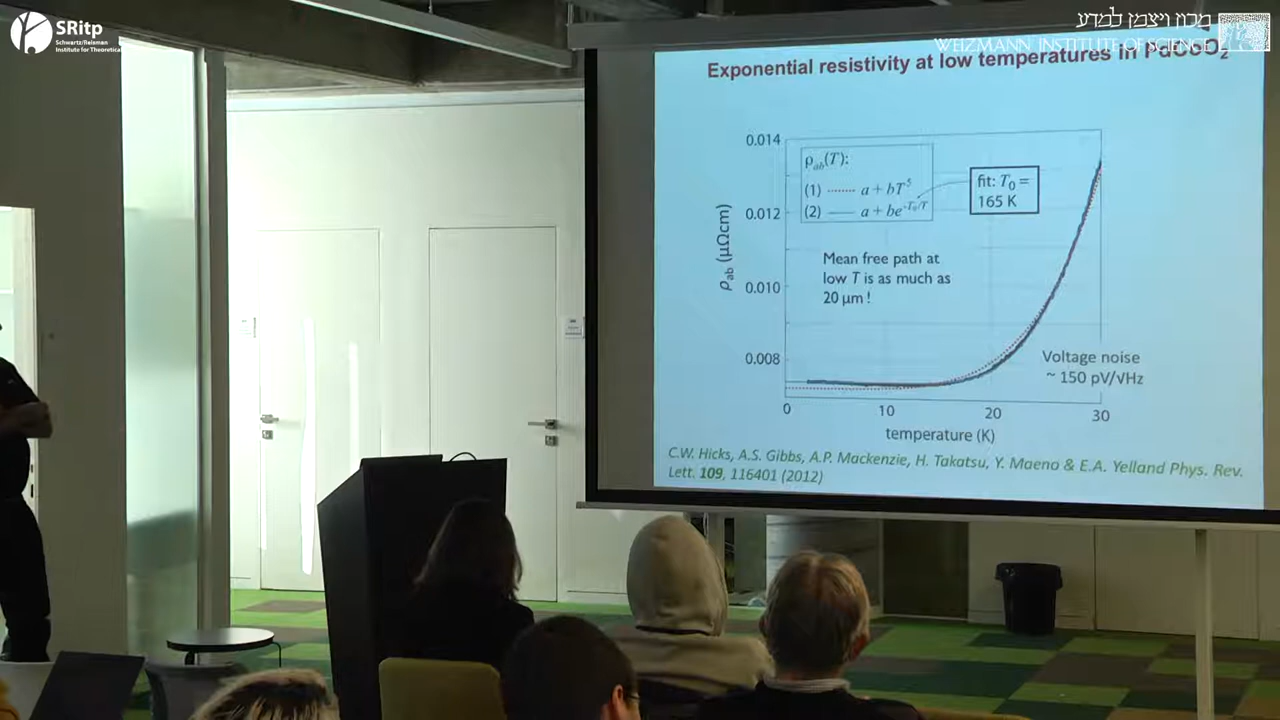 SRitp
Schwartz/Reisman
Institute for Theoretical
מכון ויצמן למדע
WEIZMANN INSTITUTE OF SCIENCE
Exponential resistivity at low temperatures in PdCoO₂
0.014
0.012
0.010
0.008
ρab (μΩcm)
ρab(T):
(1) ........ a + bT⁵
(2) —— a + be^-T₀/T
fit: T₀ =
165 K
Mean free path at
low T is as much as
20 μm !
Voltage noise
~ 150 pV/√Hz
0 10 20 30
temperature (K)
C.W. Hicks, A.S. Gibbs, A.P. Mackenzie, H. Takatsu, Y. Maeno & E.A. Yelland Phys. Rev.
Lett. 109, 116401 (2012)